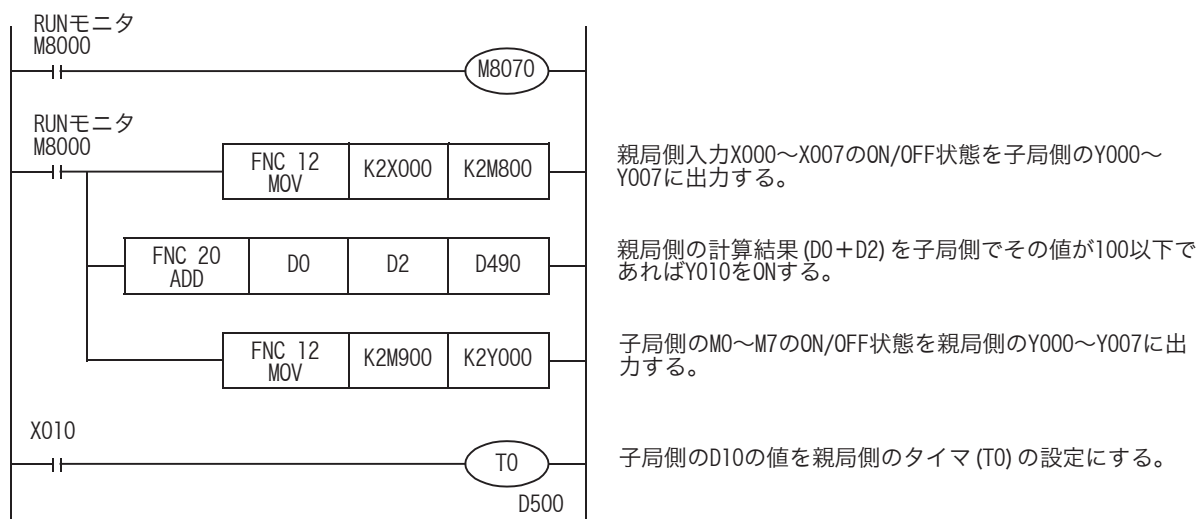 RUNモニタ
M8000
M8070
RUNモニタ
M8000
FNC 12
MOV
K2X000
K2M800
親局側入力X000～X007のON/OFF状態を子局側のY000～
Y007に出力する。
FNC 20
ADD
D0
D2
D490
親局側の計算結果(D0＋D2)を子局側でその値が100以下で
あればY010をONする。
FNC 12
MOV
K2M900
K2Y000
子局側のM0～M7のON/OFF状態を親局側のY000～Y007に出
力する。
X010
T0
D500
子局側のD10の値を親局側のタイマ(T0)の設定にする。